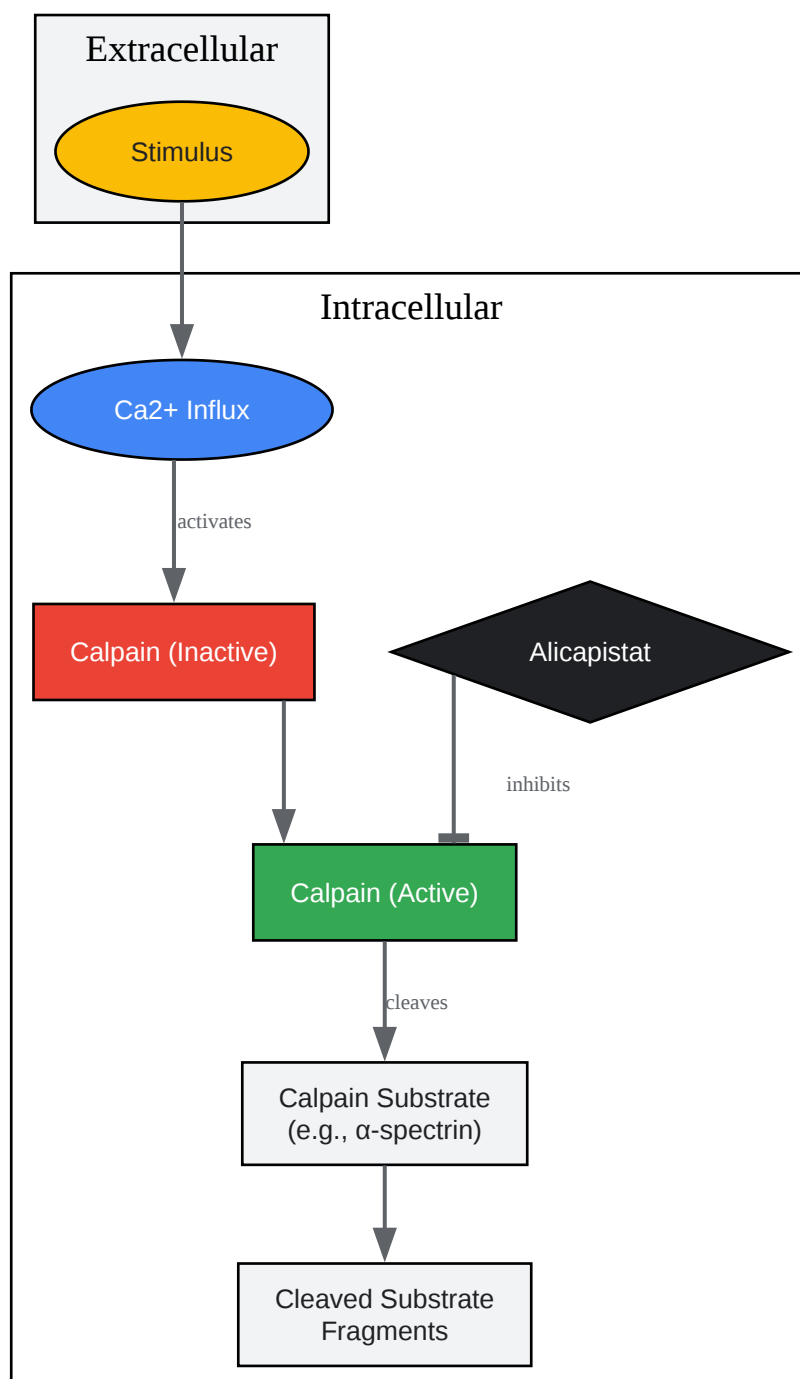 Extracellular
Stimulus
Intracellular
Ca2+ Influx
activates
Calpain (Inactive)
Alicapistat
inhibits
Calpain (Active)
cleaves
Calpain Substrate
(e.g., α-spectrin)
Cleaved Substrate
Fragments